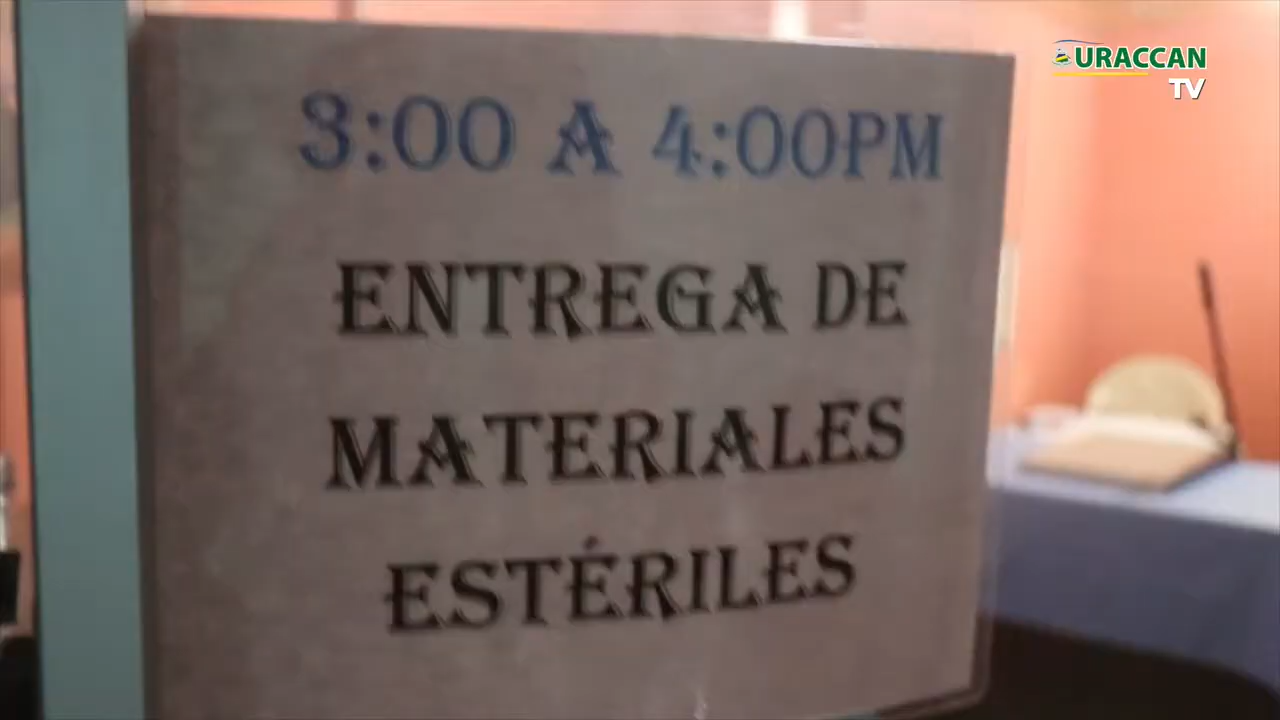 URACCAN
TV
3:00 A 4:00PM
ENTREGA DE
MATERIALES
ESTÉRILES